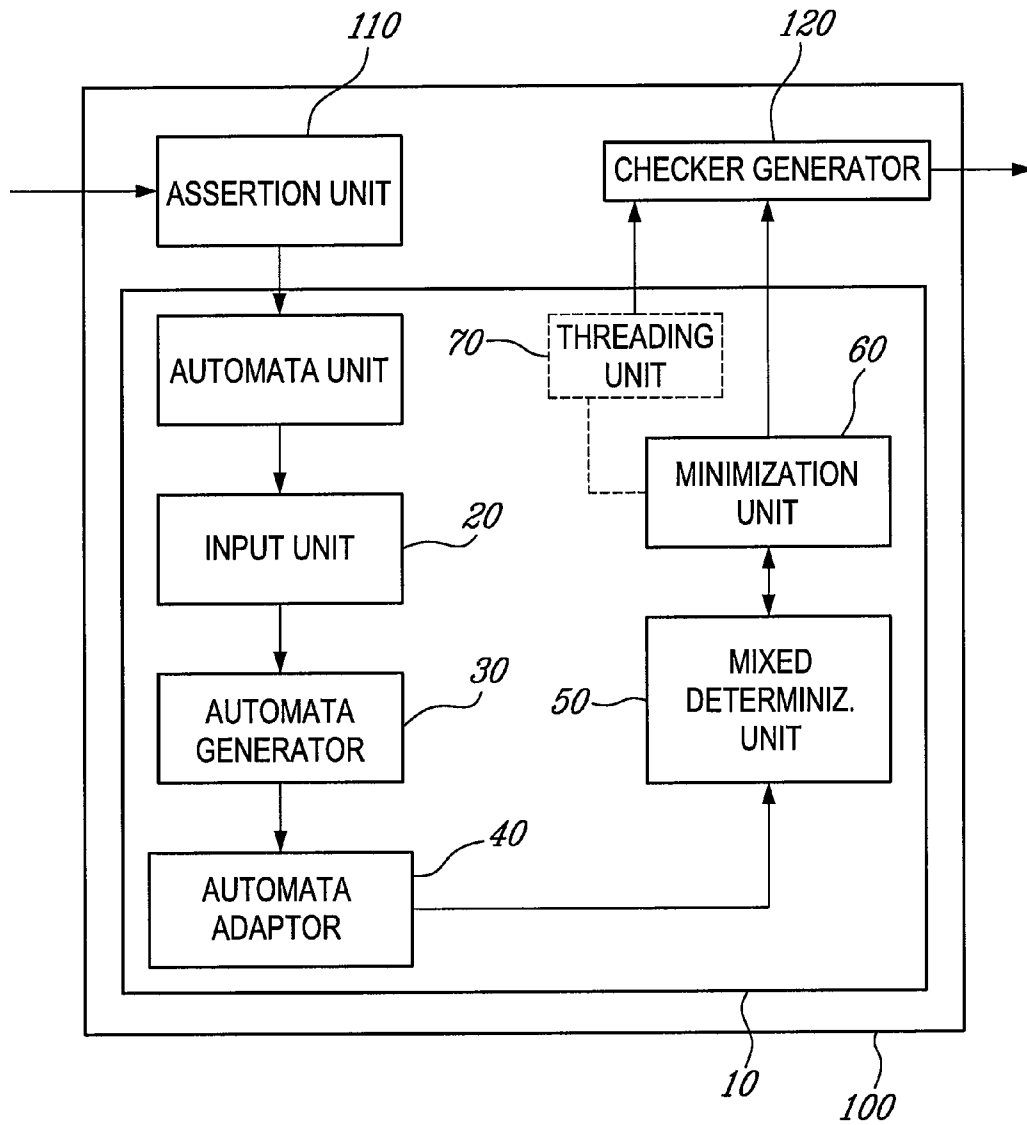 110
120
ASSERTION UNIT
CHECKER GENERATOR
AUTOMATA UNIT
70
THREADING
UNIT
60
MINIMIZATION
UNIT
INPUT UNIT
20
AUTOMATA
GENERATOR
30
50
MIXED
DETERMINIZ.
UNIT
AUTOMATA
ADAPTOR
40
10
100